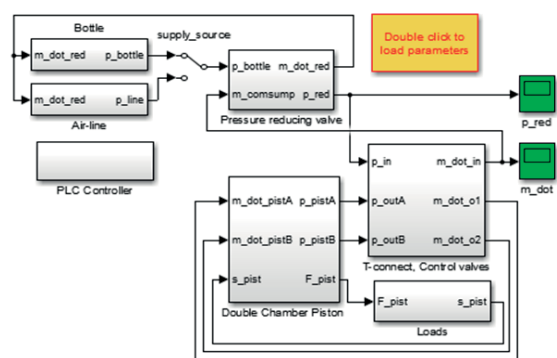 Bottle
m_dot_red p_bottle
supply_source
m_dot_red p_line
Air-line
PLC Controller
p_bottle m_dot_red
m_comsump p_red
Pressure reducing valve
Double click to
load parameters
p_red
m_dot
p_in m_dot_in
p_outA m_dot_o1
p_outB m_dot_o2
T-connect, Control valves
m_dot_pistA p_pistA
m_dot_pistB p_pistB
s_pist F_pist
Double Chamber Piston
F_pist s_pist
Loads